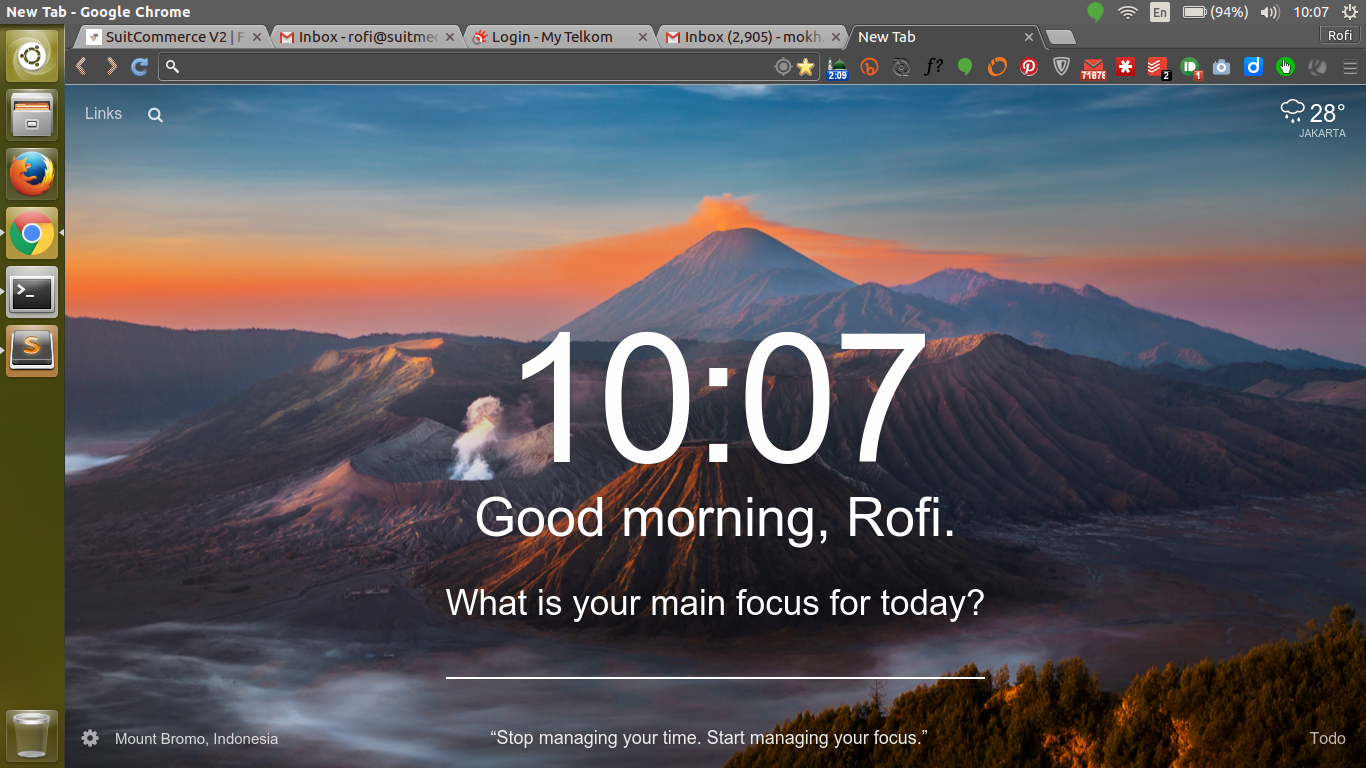 New Tab - Google Chrome
En
(94%)
10:07
SuitCommerce V2 | F
Inbox - rofi@suitmed
Login - My Telkom
Inbox (2,905) - mokh.
New Tab
Rofi
2:09
f?
71878
2
1
Links
28°
JAKARTA
10:07
Good morning, Rofi.
What is your main focus for today?
Mount Bromo, Indonesia
“Stop managing your time. Start managing your focus.”
Todo